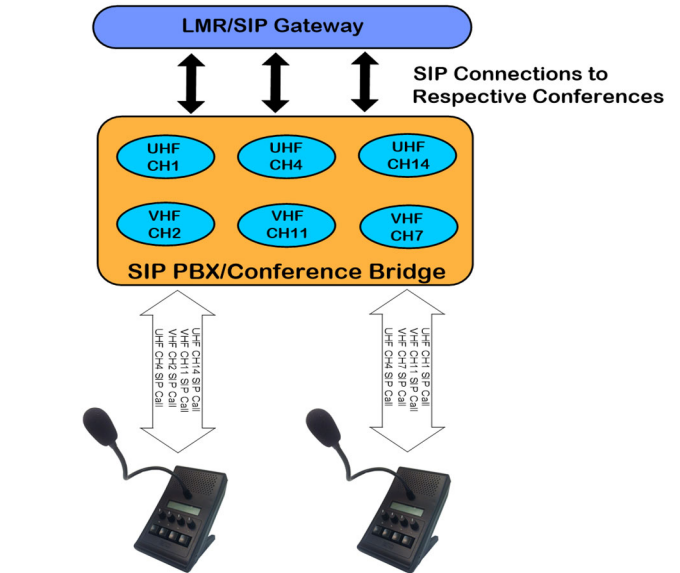 LMR/SIP Gateway
SIP Connections to
Respective Conferences
UHF
CH1
UHF
CH4
UHF
CH14
VHF
CH2
VHF
CH11
VHF
CH7
SIP PBX/Conference Bridge
UHF CH14 SIP Call
VHF CH11 SIP Call
VHF CH2 SIP Call
UHF CH4 SIP Call
UHF CH1 SIP Call
VHF CH11 SIP Call
VHF CH7 SIP Call
UHF CH4 SIP Call